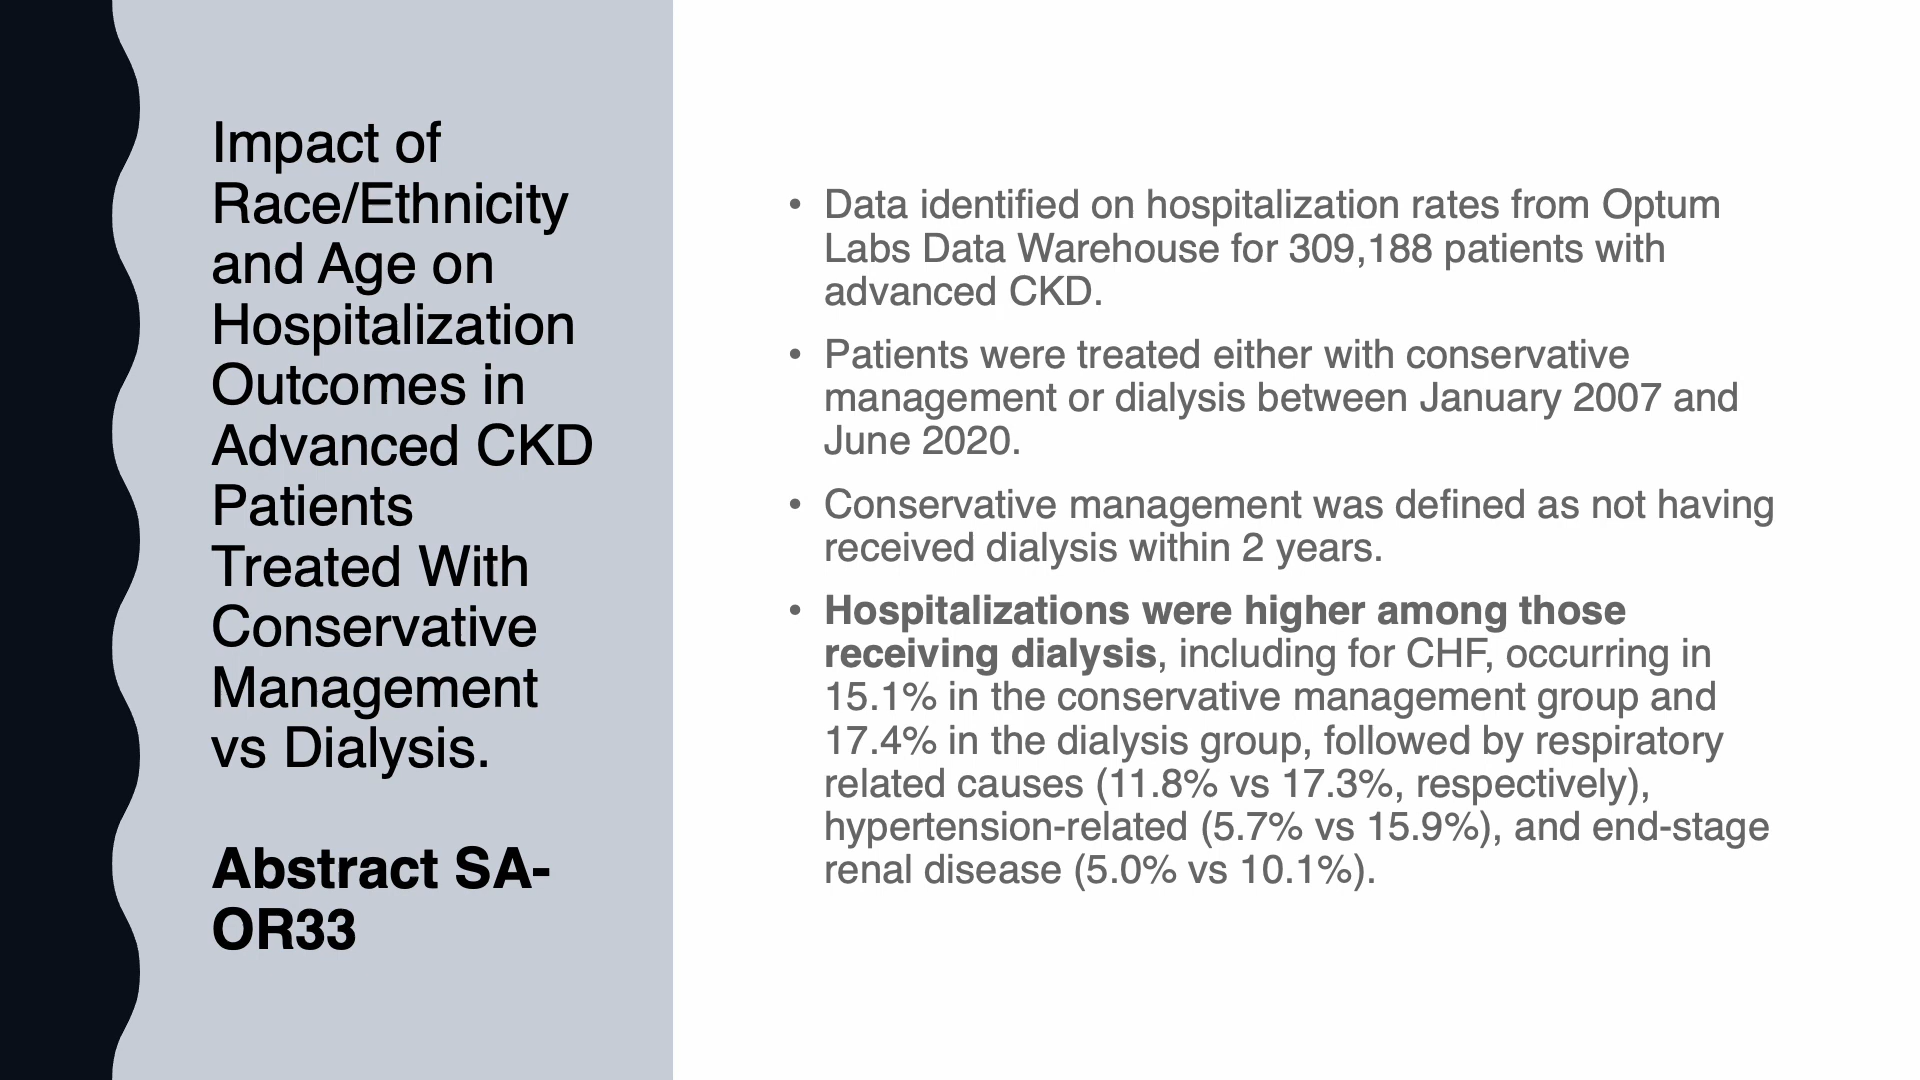 Impact of
Race/Ethnicity
and Age on
Hospitalization
Outcomes in
Advanced CKD
Patients
Treated With
Conservative
Management
vs Dialysis.
Abstract SA-
OR33
• Data identified on hospitalization rates from Optum
Labs Data Warehouse for 309,188 patients with
advanced CKD.
• Patients were treated either with conservative
management or dialysis between January 2007 and
June 2020.
• Conservative management was defined as not having
received dialysis within 2 years.
• Hospitalizations were higher among those
receiving dialysis, including for CHF, occurring in
15.1% in the conservative management group and
17.4% in the dialysis group, followed by respiratory
related causes (11.8% vs 17.3%, respectively),
hypertension-related (5.7% vs 15.9%), and end-stage
renal disease (5.0% vs 10.1%).